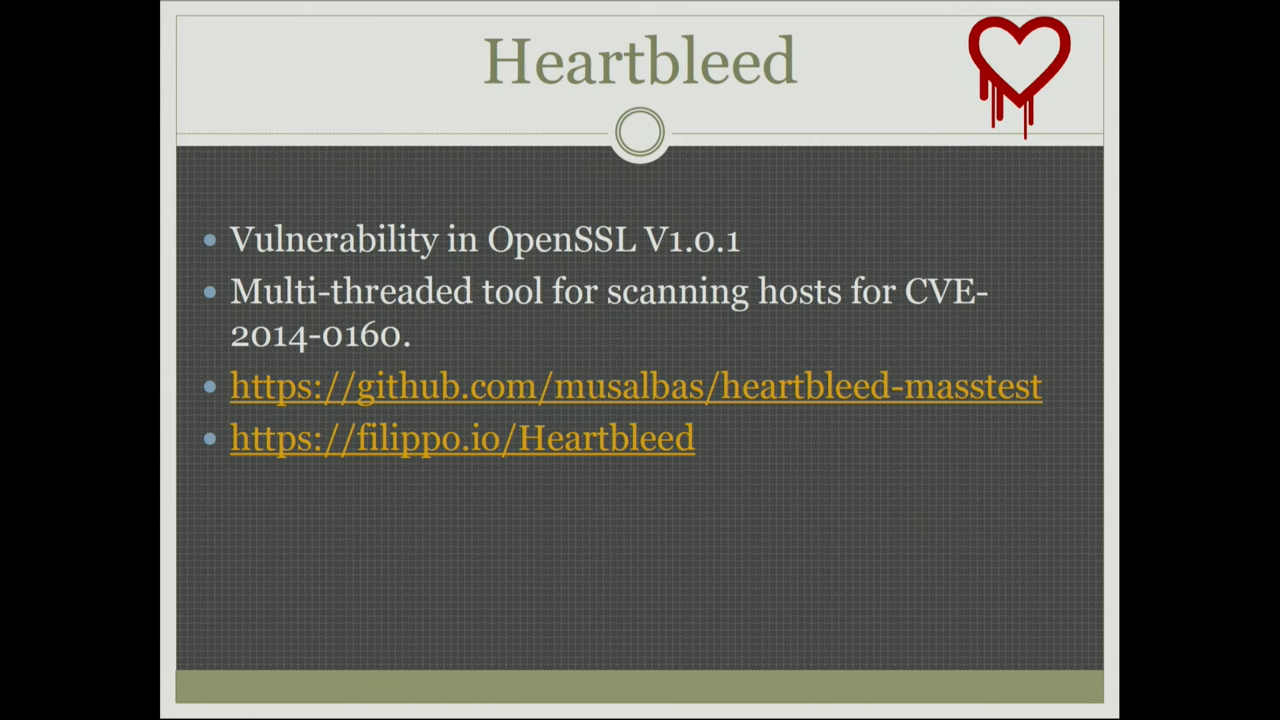 Heartbleed
Vulnerability in OpenSSL V1.0.1
Multi-threaded tool for scanning hosts for CVE-
2014-0160.
https://github.com/musalbas/heartbleed-masstest
https://filippo.io/Heartbleed